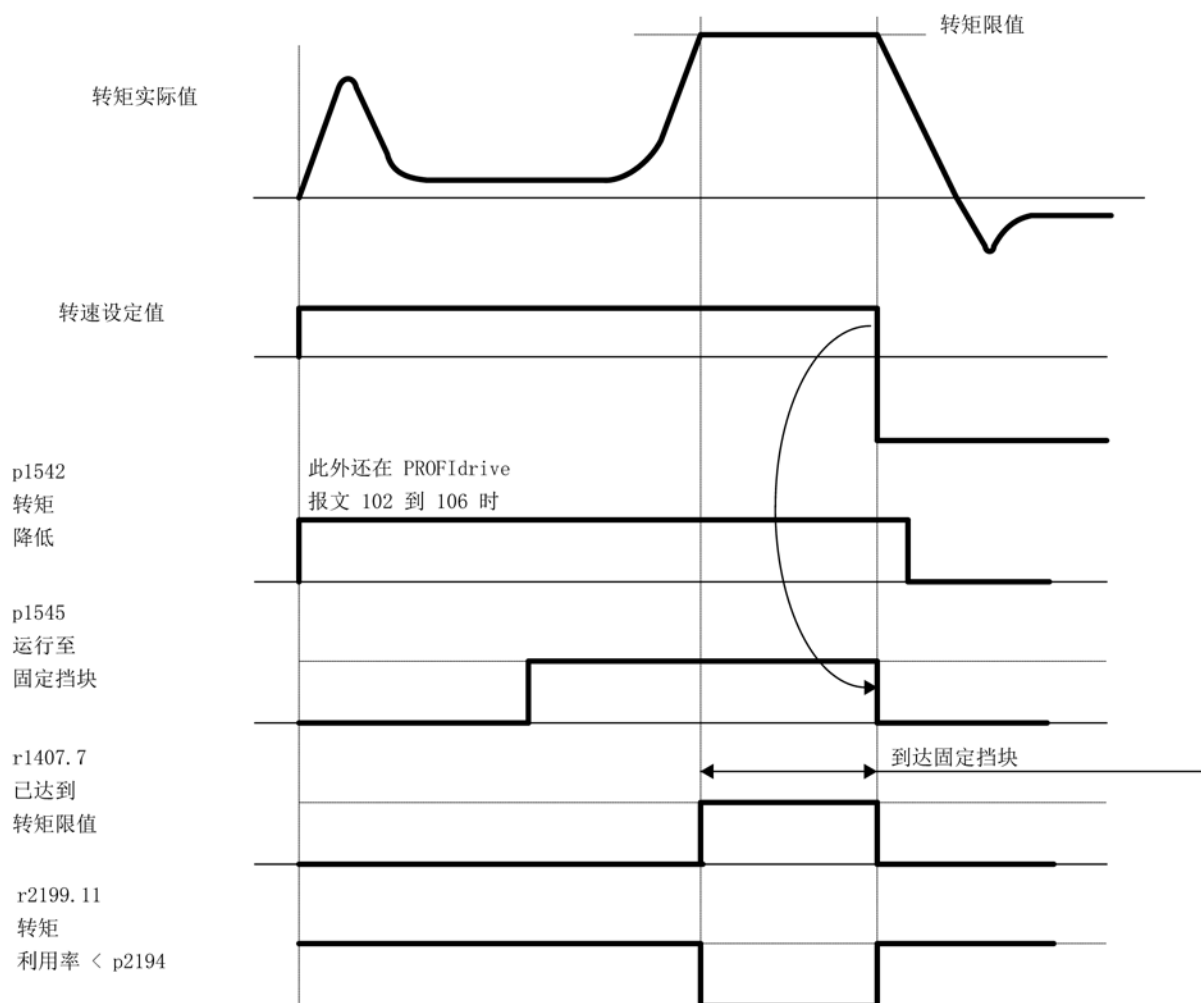 转矩限值
转矩实际值
转速设定值
p1542
转矩
降低
此外还在 PROFIdrive
报文 102 到 106 时
p1545
运行至
固定挡块
r1407.7
已达到
转矩限值
到达固定挡块
r2199.11
转矩
利用率 < p2194